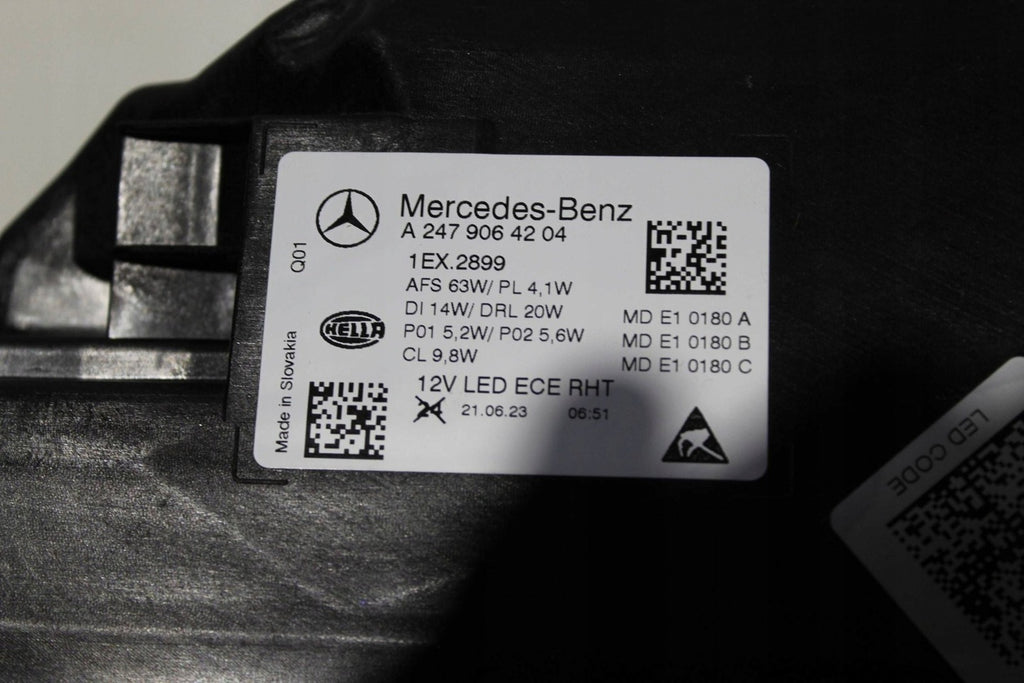 Mercedes-Benz
A 247 906 42 04
Q01
1EX.2899
AFS 63W/ PL 4,1W
DI 14W/ DRL 20W
P01 5,2W/ P02 5,6W
CL 9,8W
HELLA
MD E1 0180 A
MD E1 0180 B
MD E1 0180 C
Made in Slovakia
12V LED ECE RHT
24 21.06.23 06:51
LED CODE